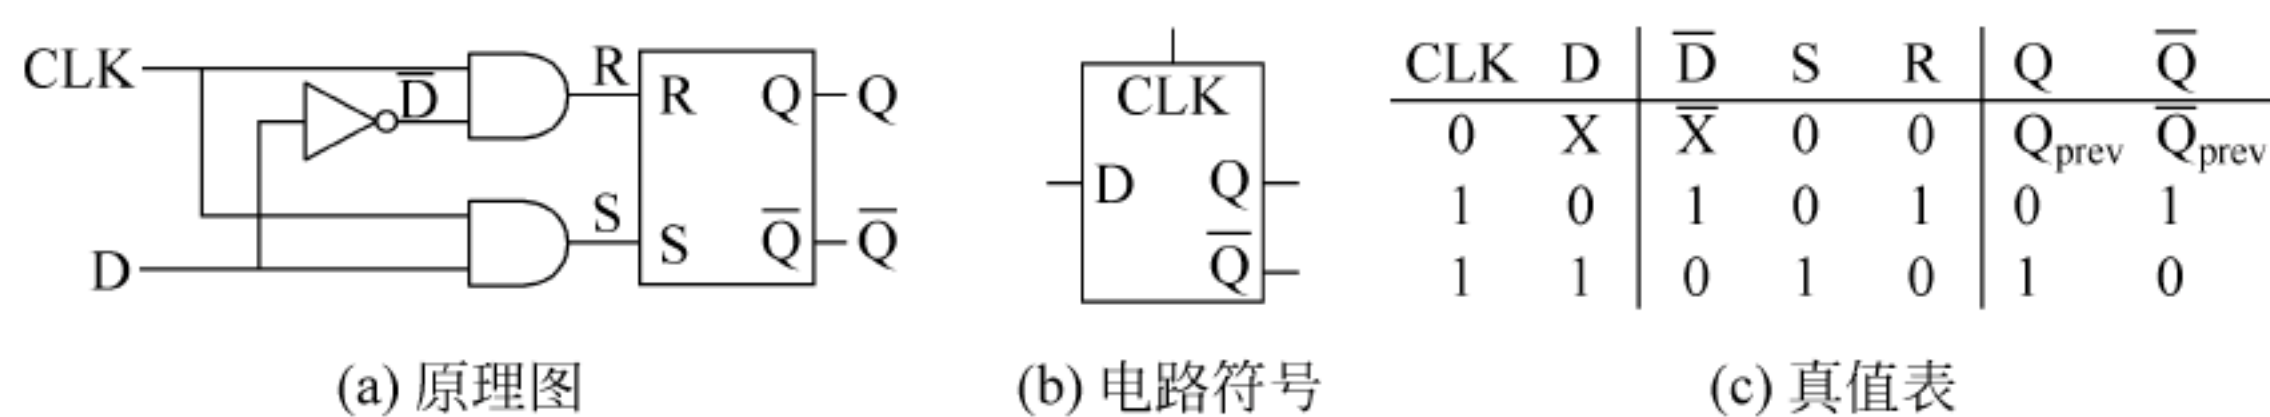 CLK
D
D̅
R
S
R Q
S Q̅
Q
Q̅
(a) 原理图
CLK
D Q
Q̅
(b) 电路符号
CLK D D̅ S R Q Q̅
0 X X̅ 0 0 Qprev Q̅prev
1 0 1 0 1 0 1
1 1 0 1 0 1 0
(c) 真值表